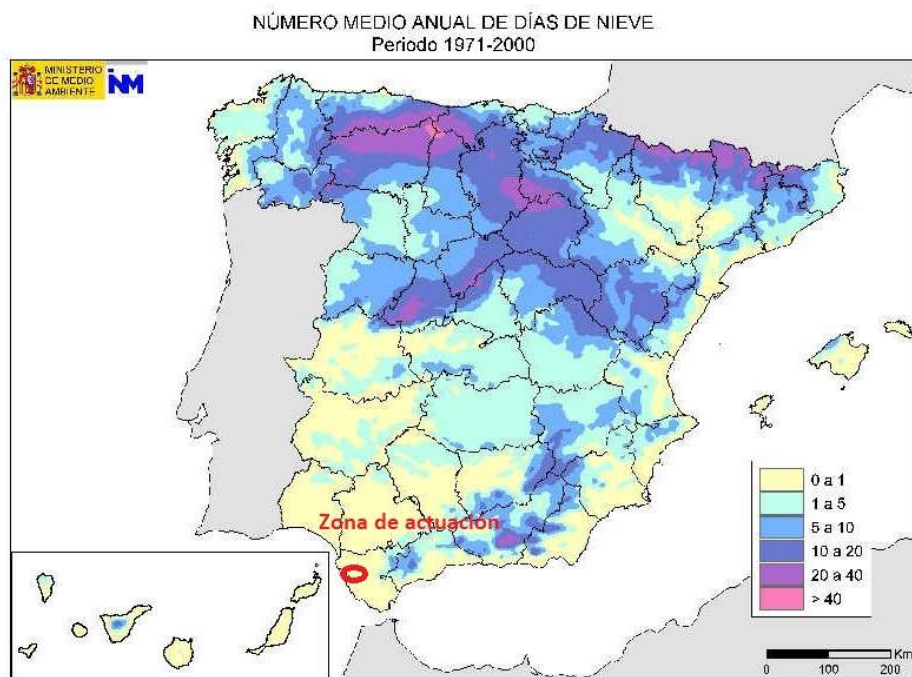 NÚMERO MEDIO ANUAL DE DÍAS DE NIEVE
Periodo 1971-2000
MINISTERIO
DE MEDIO
AMBIENTE
INM
Zona de actuación
0 a 1
1 a 5
5 a 10
10 a 20
20 a 40
> 40
Km
0 100 200